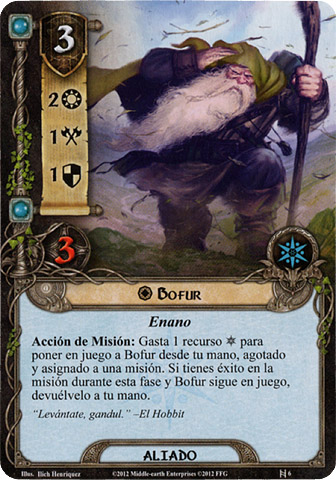 3
2
1
1
3
Bofur
Enano
Acción de Misión: Gasta 1 recurso para
poner en juego a Bofur desde tu mano, agotado
y asignado a una misión. Si tienes éxito en la
misión durante esta fase y Bofur sigue en juego,
devuélvelo a tu mano.
“Levántate, gandul.” –El Hobbit
ALIADO
Illus. Ilich Henriquez ©2012 Middle-earth Enterprises ©2012 FFG 6